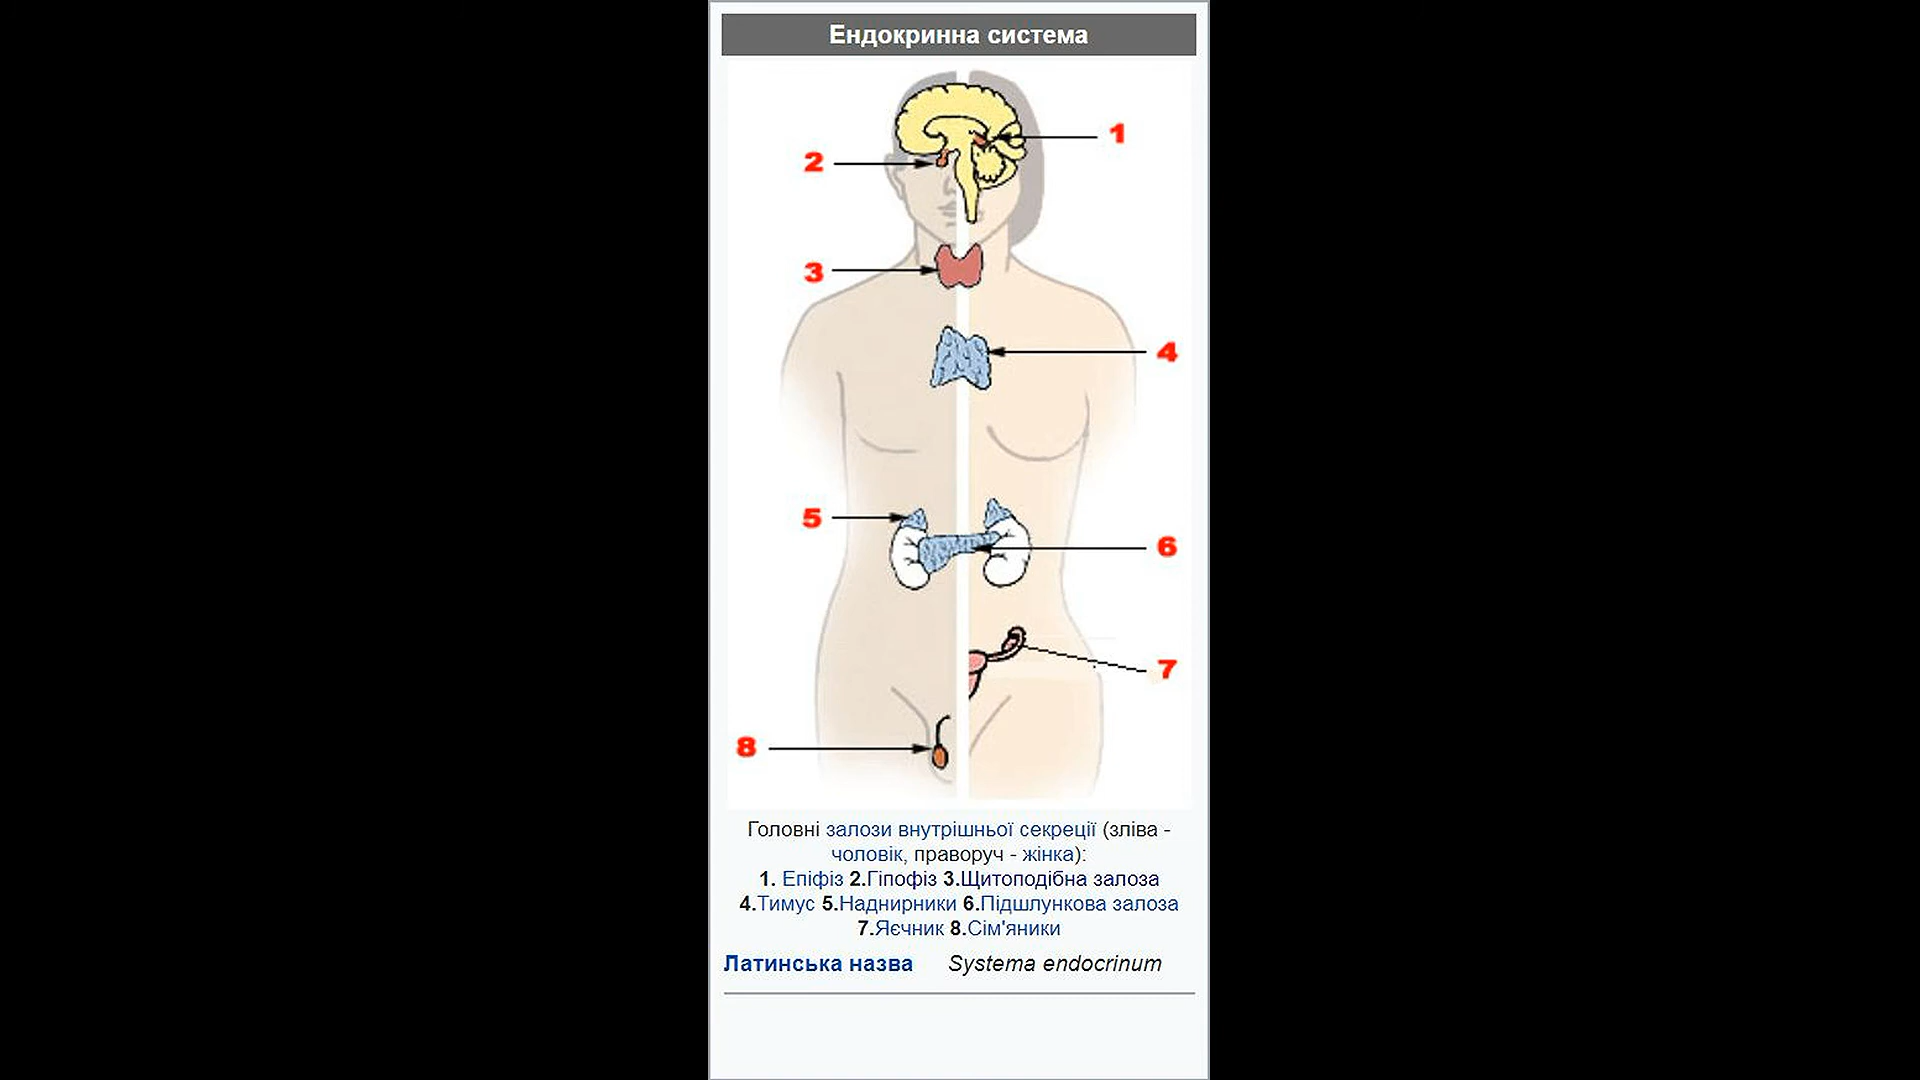 Ендокринна система
1
2
3
4
5
6
7
8
Головні залози внутрішньої секреції (зліва -
чоловік, праворуч - жінка):
1. Епіфіз 2.Гіпофіз 3.Щитоподібна залоза
4.Тимус 5.Наднирники 6.Підшлункова залоза
7.Яєчник 8.Сім'яники
Латинська назва Systema endocrinum